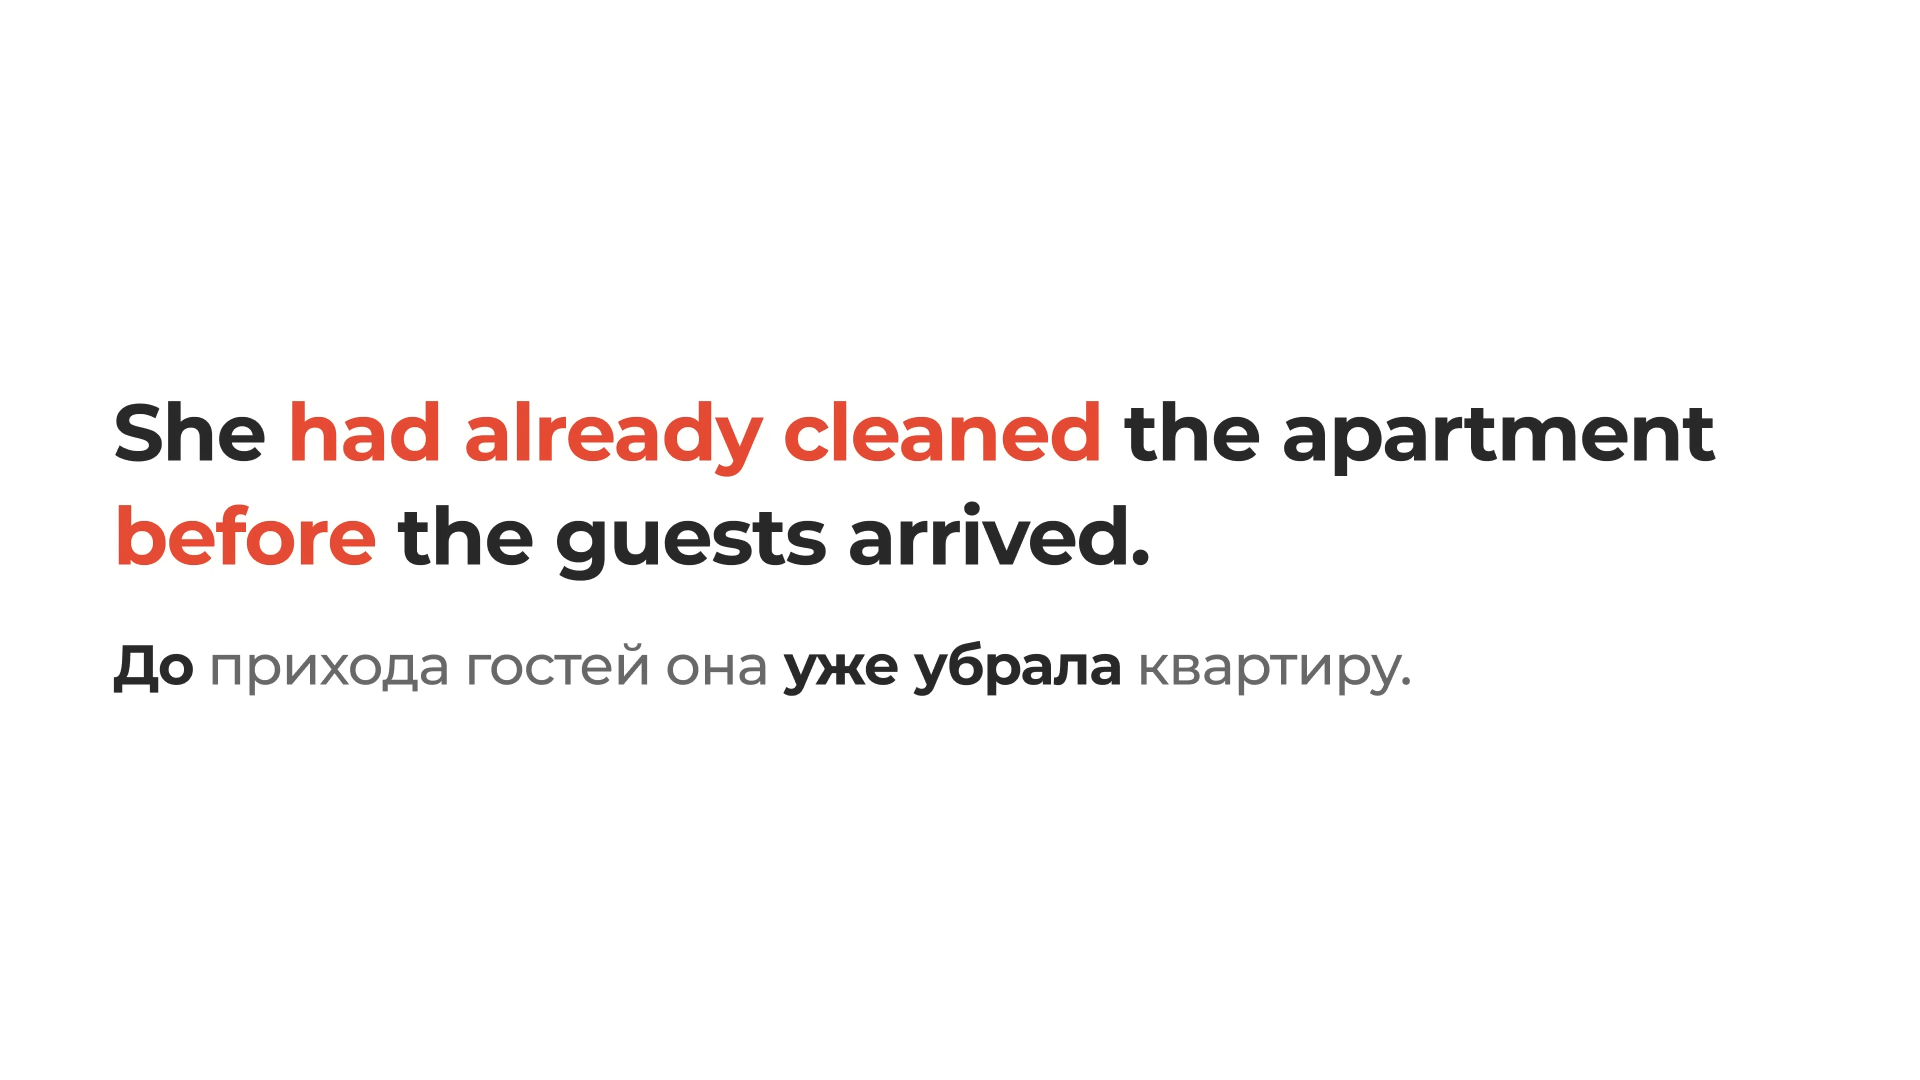 She had already cleaned the apartment
before the guests arrived.
До прихода гостей она уже убрала квартиру.